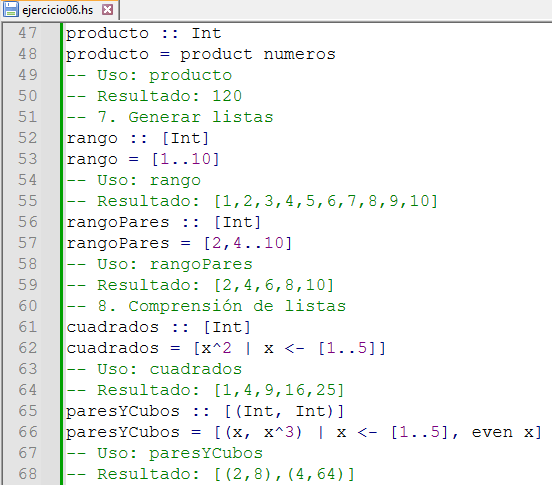 ejercicio06.hs
47 producto :: Int
48 producto = product numeros
49 -- Uso: producto
50 -- Resultado: 120
51 -- 7. Generar listas
52 rango :: [Int]
53 rango = [1..10]
54 -- Uso: rango
55 -- Resultado: [1,2,3,4,5,6,7,8,9,10]
56 rangoPares :: [Int]
57 rangoPares = [2,4..10]
58 -- Uso: rangoPares
59 -- Resultado: [2,4,6,8,10]
60 -- 8. Comprensión de listas
61 cuadrados :: [Int]
62 cuadrados = [x^2 | x <- [1..5]]
63 -- Uso: cuadrados
64 -- Resultado: [1,4,9,16,25]
65 paresYCubos :: [(Int, Int)]
66 paresYCubos = [(x, x^3) | x <- [1..5], even x]
67 -- Uso: paresYCubos
68 -- Resultado: [(2,8),(4,64)]